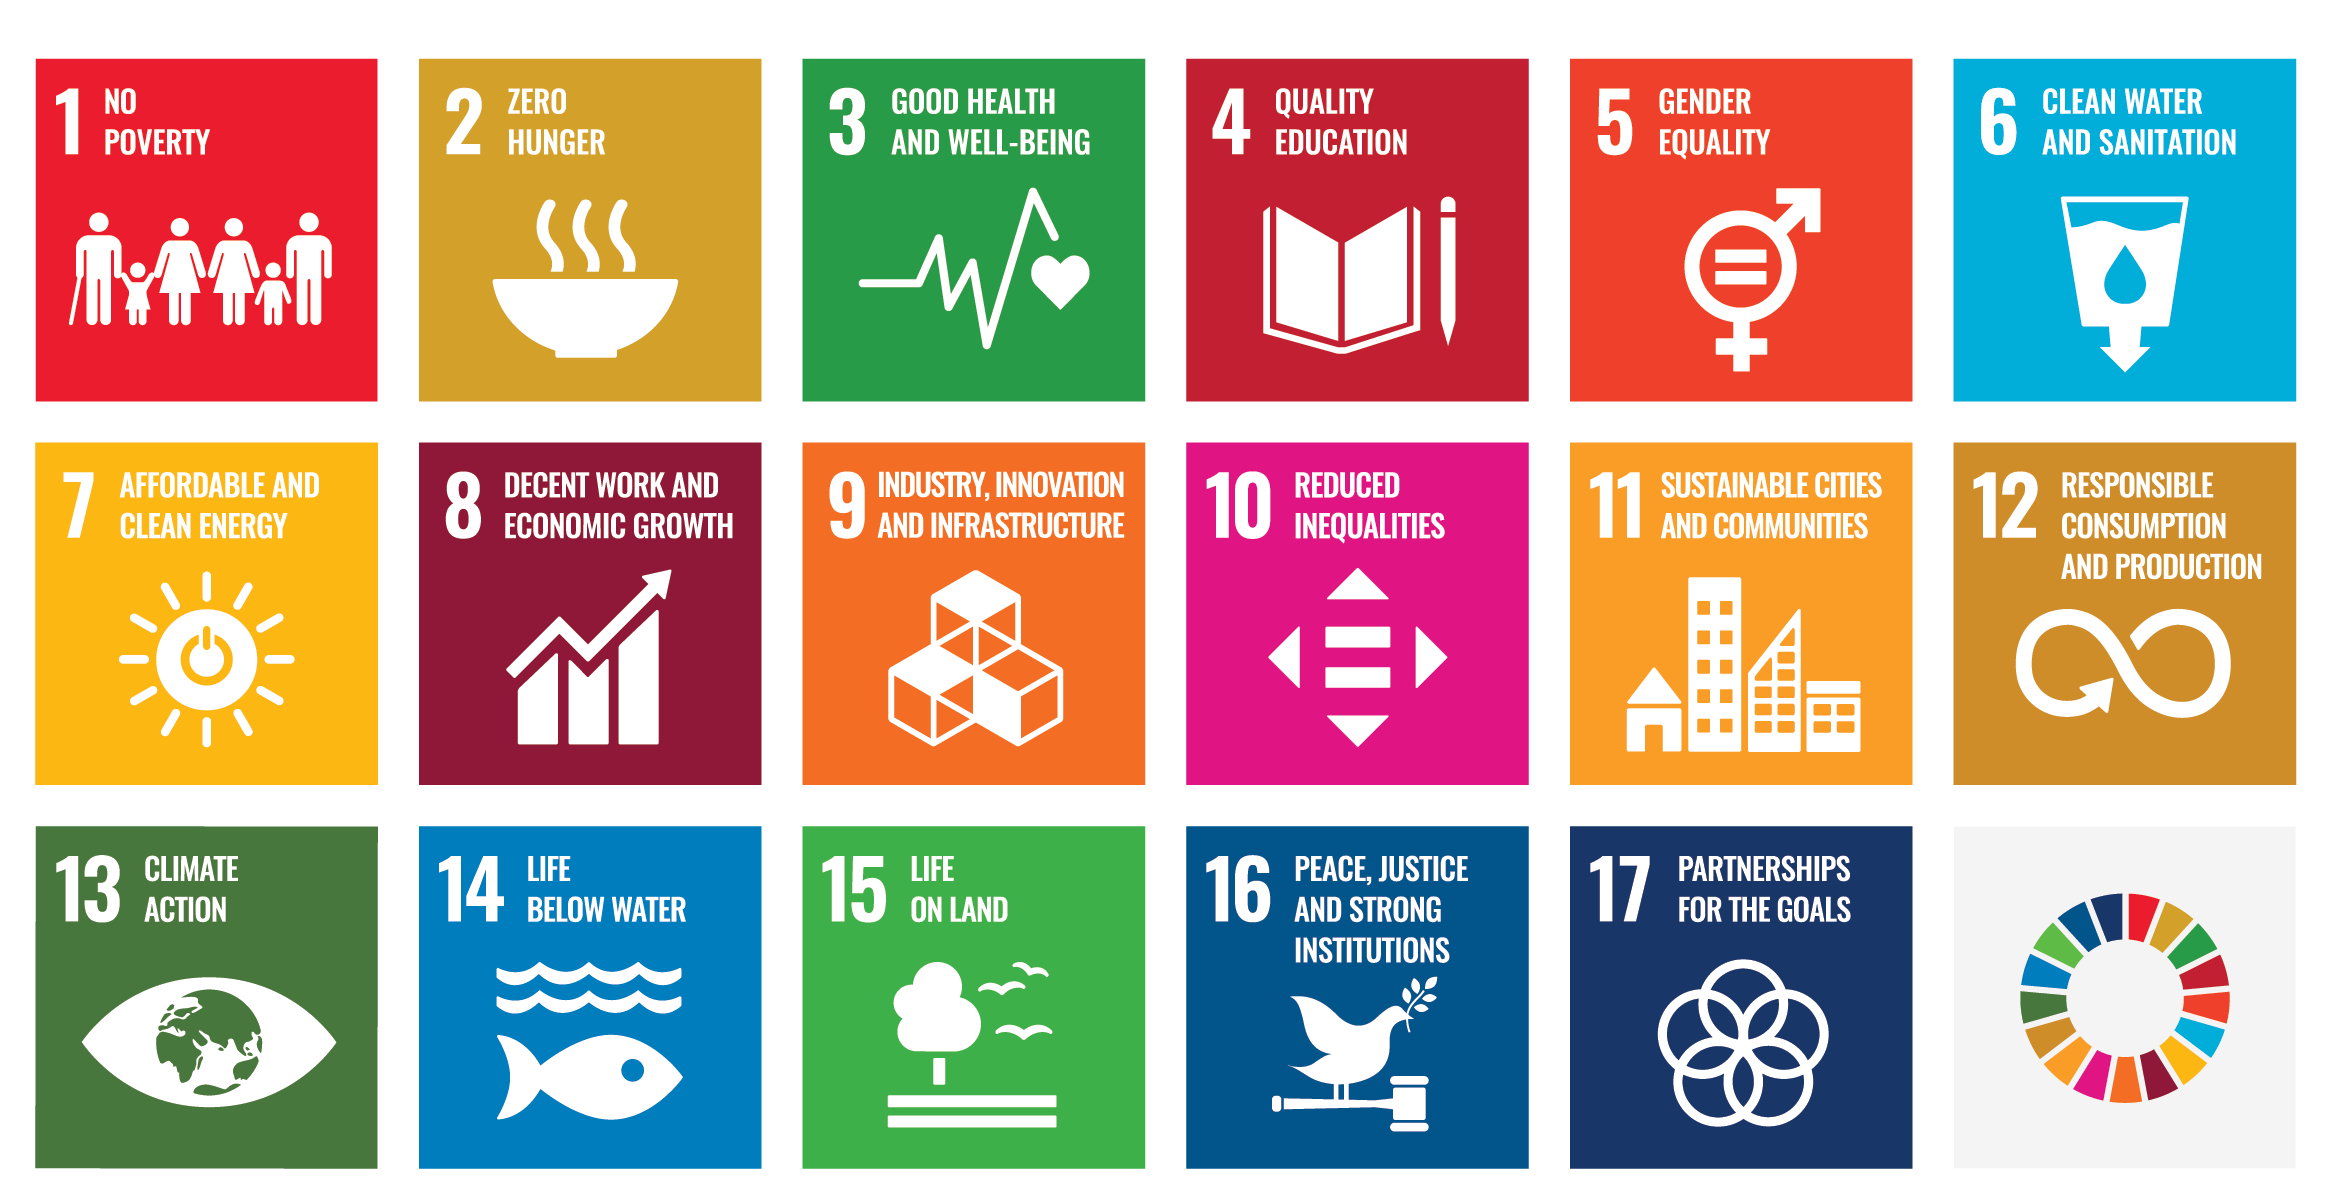 1 NO
POVERTY
2 ZERO
HUNGER
3 GOOD HEALTH
AND WELL-BEING
4 QUALITY
EDUCATION
5 GENDER
EQUALITY
6 CLEAN WATER
AND SANITATION
7 AFFORDABLE AND
CLEAN ENERGY
8 DECENT WORK AND
ECONOMIC GROWTH
9 INDUSTRY, INNOVATION
AND INFRASTRUCTURE
10 REDUCED
INEQUALITIES
11 SUSTAINABLE CITIES
AND COMMUNITIES
12 RESPONSIBLE
CONSUMPTION
AND PRODUCTION
13 CLIMATE
ACTION
14 LIFE
BELOW WATER
15 LIFE
ON LAND
16 PEACE, JUSTICE
AND STRONG
INSTITUTIONS
17 PARTNERSHIPS
FOR THE GOALS